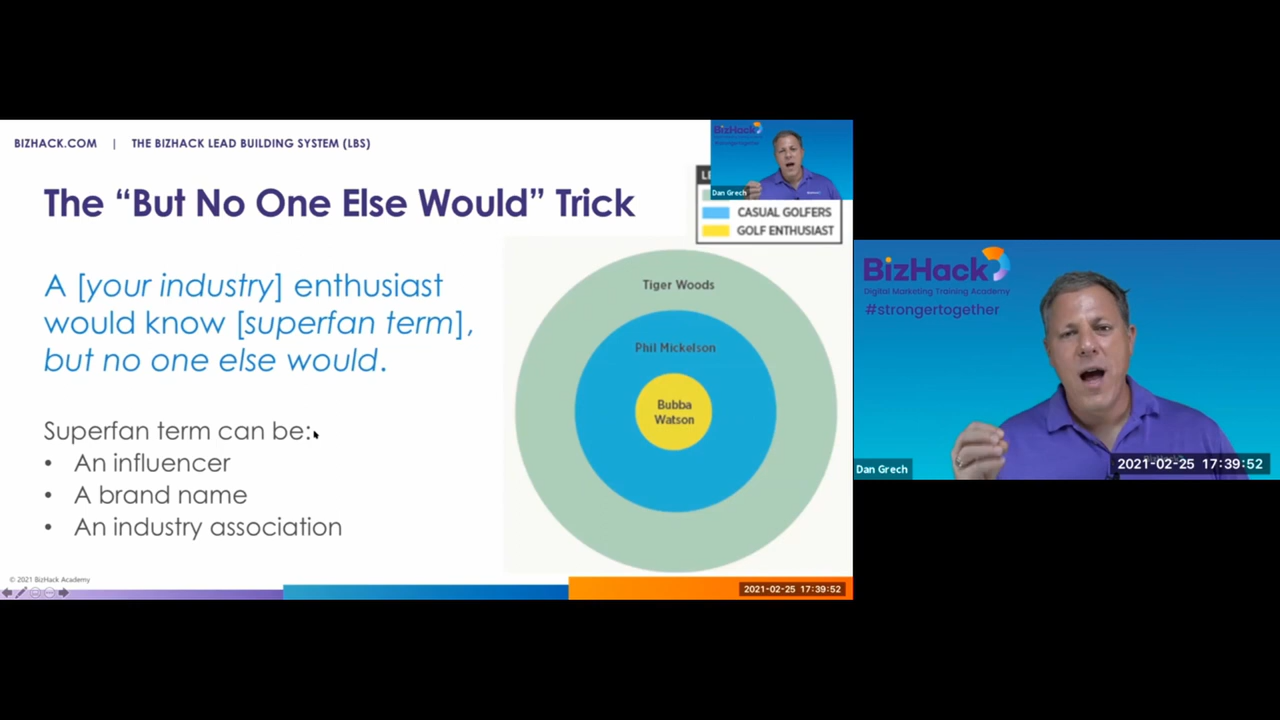 BIZHACK.COM | THE BIZHACK LEAD BUILDING SYSTEM (LBS)
The “But No One Else Would” Trick
A [your industry] enthusiast
would know [superfan term],
but no one else would.
Superfan term can be:
• An influencer
• A brand name
• An industry association
BizHack
#strongertogether
Dan Grech
CASUAL GOLFERS
GOLF ENTHUSIAST
Tiger Woods
Phil Mickelson
Bubba
Watson
© 2021 BizHack Academy
2021-02-25 17:39:52
BizHack
Digital Marketing Training Academy
#strongertogether
Dan Grech
2021-02-25 17:39:52